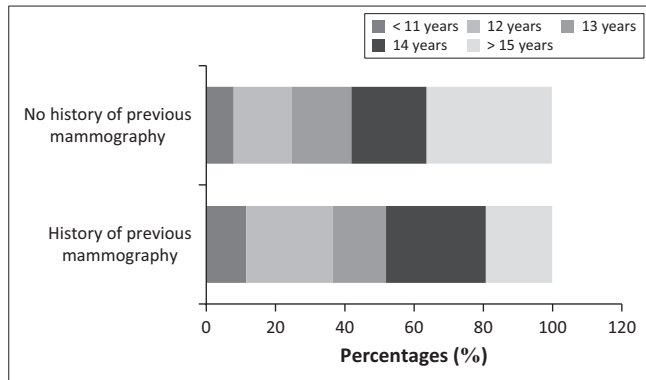 < 11 years 12 years 13 years
14 years > 15 years
No history of previous
mammography
History of previous
mammography
0 20 40 60 80 100 120
Percentages (%)